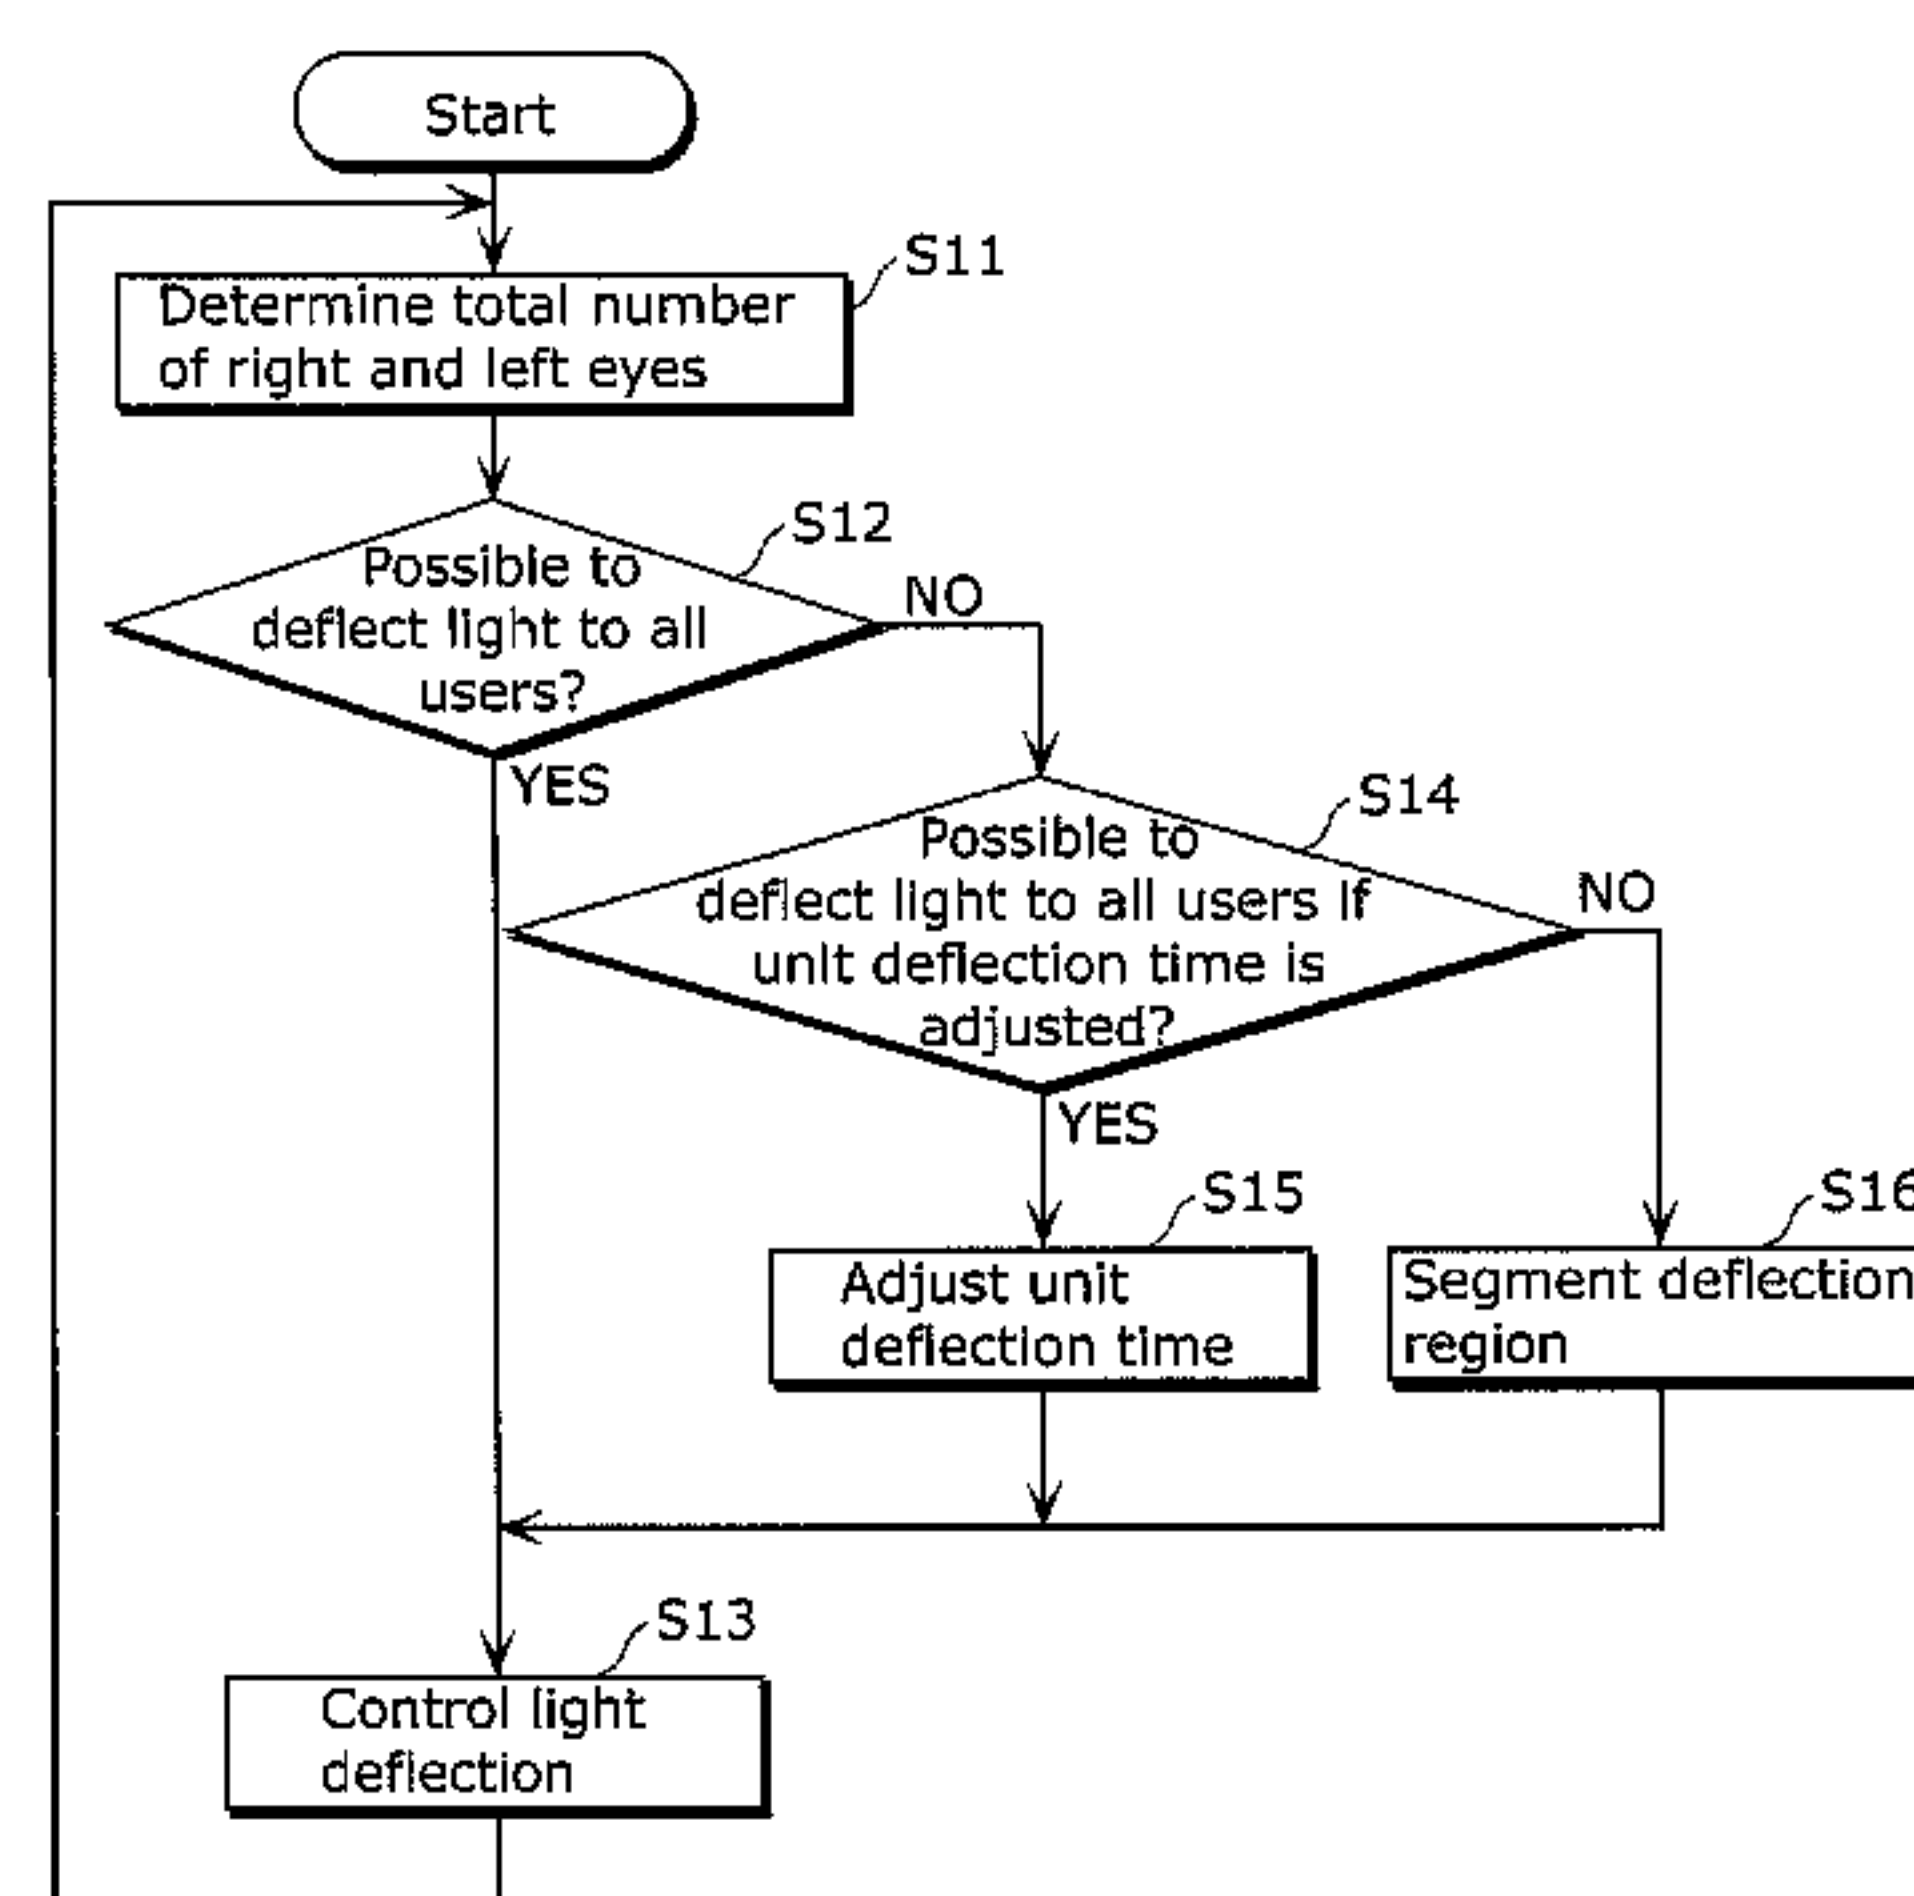 Start
S11
Determine total number
of right and left eyes
S12
Possible to
deflect light to all
users?
NO
YES
S14
Possible to
deflect light to all users if
unit deflection time is
adjusted?
NO
YES
S15
Adjust unit
deflection time
S16
Segment deflection
region
S13
Control light
deflection